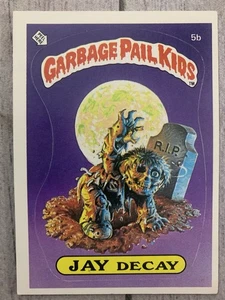 5b
GARBAGE PAIL KIDS
R.I.P.
JAY DECAY